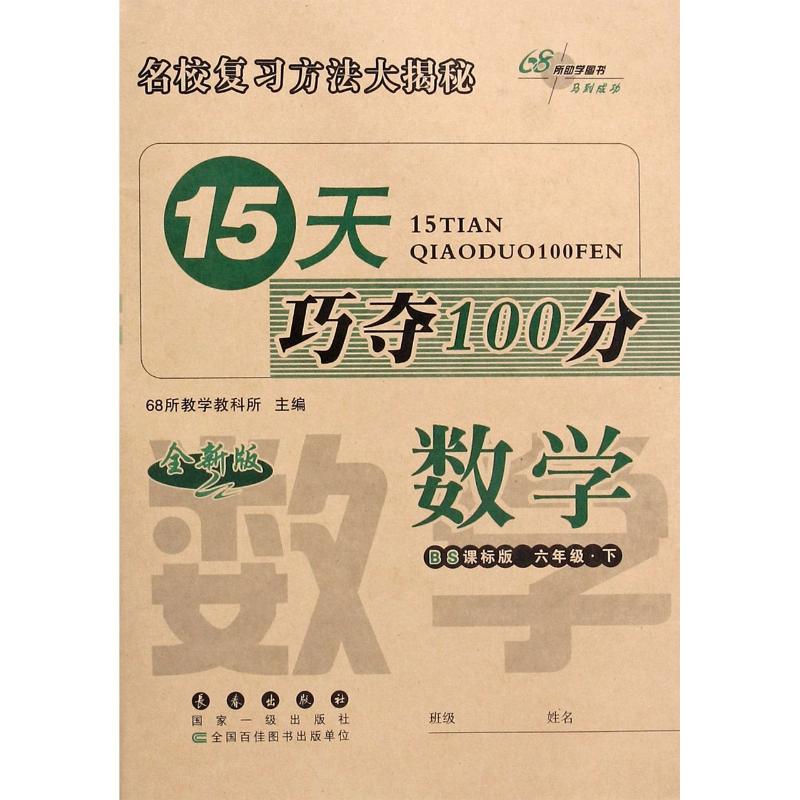 名校复习方法大揭秘
68所助学图书
马到成功
15天
15TIAN
QIAODUO100FEN
巧夺100分
68所教学教科所 主编
全新版
数学
数学
BS课标版 六年级·下
长春出版社
国家一级出版社
全国百佳图书出版单位
班级 姓名